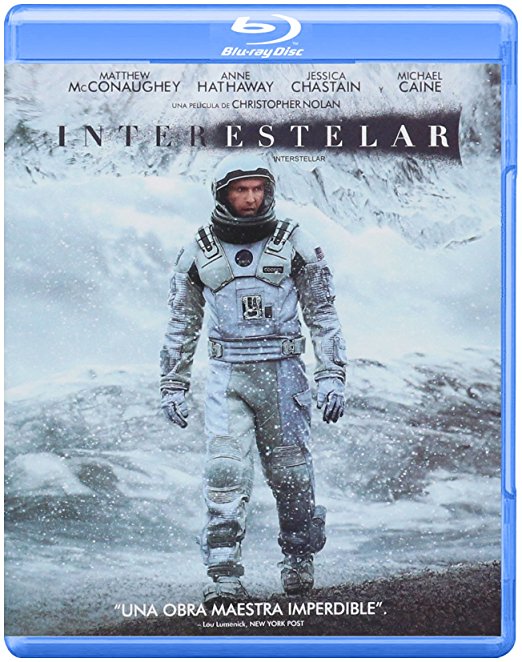 Blu-ray Disc
MATTHEW McCONAUGHEY ANNE HATHAWAY JESSICA CHASTAIN Y MICHAEL CAINE
UNA PELÍCULA DE CHRISTOPHER NOLAN
INTERESTELAR
INTERSTELLAR
COOPER
“UNA OBRA MAESTRA IMPERDIBLE”.
– Lou Lumenick, NEW YORK POST